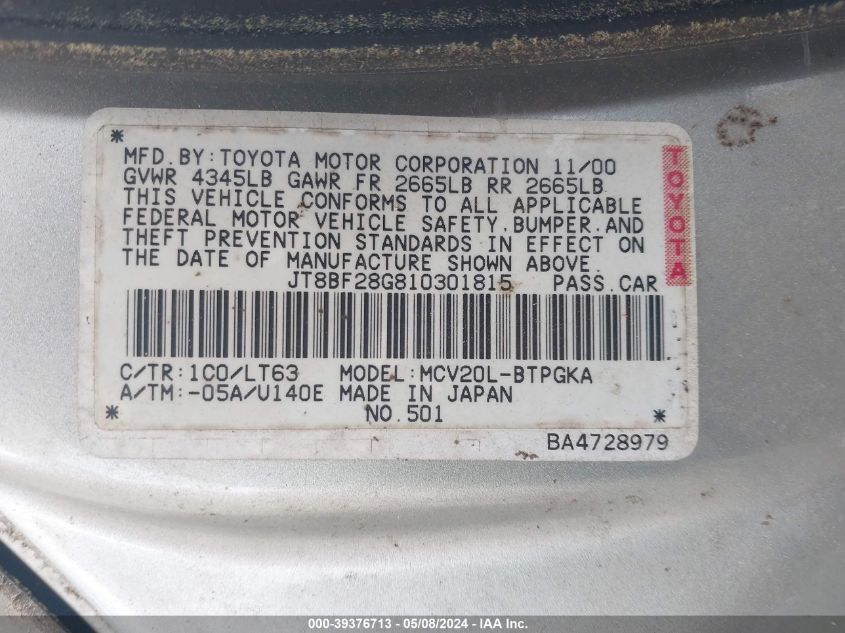 MFD.BY:TOYOTA MOTOR CORPORATION 11/00
GVWR 4345LB GAWR FR 2665LB RR 2665LB
THIS VEHICLE CONFORMS TO ALL APPLICABLE
FEDERAL MOTOR VEHICLE SAFETY,BUMPER,AND
THEFT PREVENTION STANDARDS IN EFFECT ON
THE DATE OF MANUFACTURE SHOWN ABOVE.
JT8BF28G810301815 PASS.CAR
TOYOTA
C/TR:1C0/LT63 MODEL:MCV20L-BTPGKA
A/TM:-05A/U140E MADE IN JAPAN
NO.501
BA4728979
000-39376713 - 05/08/2024 - IAA Inc.